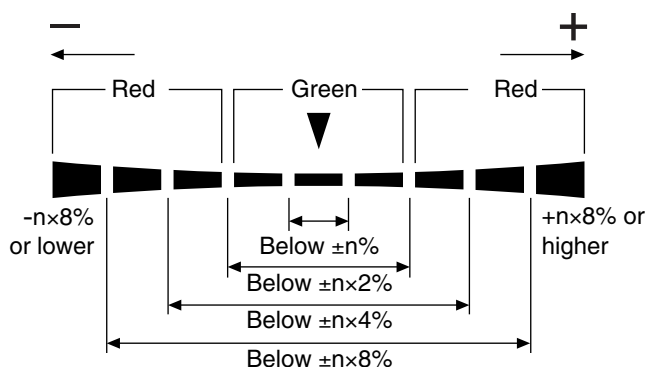 − +
Red Green Red
-n×8%
or lower
+n×8% or
higher
Below ±n%
Below ±n×2%
Below ±n×4%
Below ±n×8%